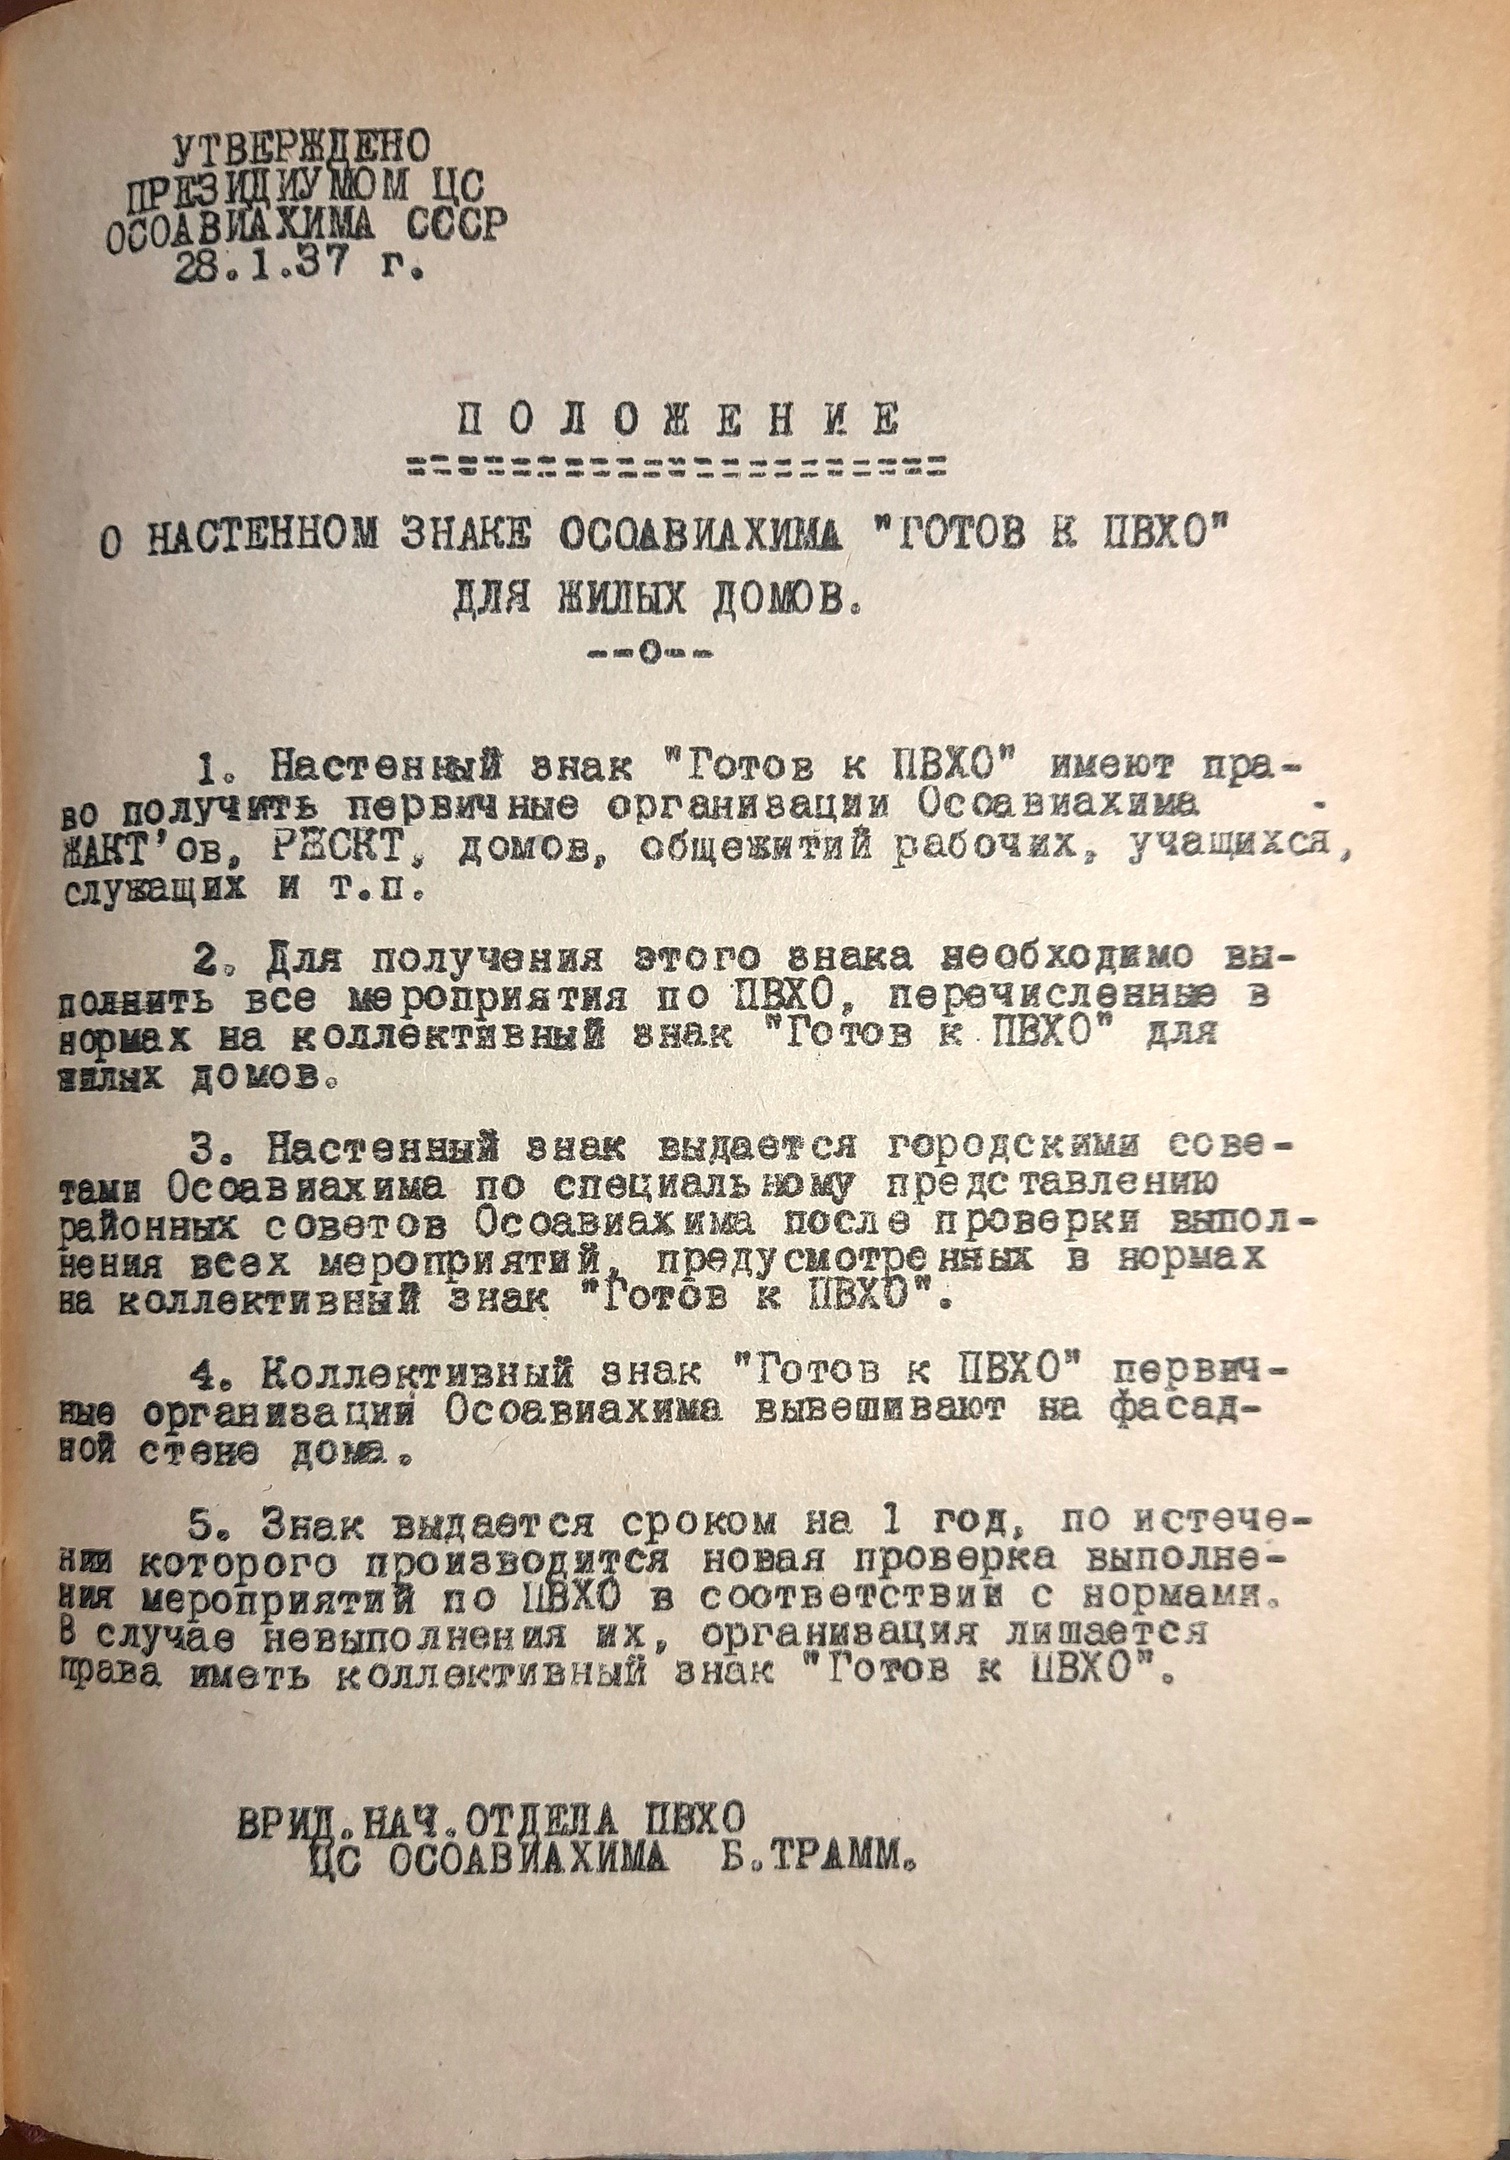 УТВЕРЖДЕНО
ПРЕЗИДИУМОМ ЦС
ОСОАВИАХИМА СССР
28.1.37 г.
П О Л О Ж Е Н И Е
=====================
О НАСТЕННОМ ЗНАКЕ ОСОАВИАХИМА "ГОТОВ К ПВХО"
ДЛЯ ЖИЛЫХ ДОМОВ.
--о--
1. Настенный знак "Готов к ПВХО" имеют пра-
во получить первичные организации Осоавиахима
ЖАКТ'ов, РЖСКТ, домов, общежитий рабочих, учащихся,
служащих и т.п.
2. Для получения этого знака необходимо вы-
полнить все мероприятия по ПВХО, перечисленные в
нормах на коллективный знак "Готов к ПВХО" для
жилых домов.
3. Настенный знак выдается городскими сове-
тами Осоавиахима по специальному представлению
районных советов Осоавиахима после проверки выпол-
нения всех мероприятий, предусмотренных в нормах
на коллективный знак "Готов к ПВХО".
4. Коллективный знак "Готов к ПВХО" первич-
ные организации Осоавиахима вывешивают на фасад-
ной стене дома.
5. Знак выдается сроком на 1 год, по истече-
нии которого производится новая проверка выполне-
ния мероприятий по ПВХО в соответствии с нормами.
В случае невыполнения их, организация лишается
права иметь коллективный знак "Готов к ПВХО".
ВРИД.НАЧ.ОТДЕЛА ПВХО
ЦС ОСОАВИАХИМА Б.ТРАММ.